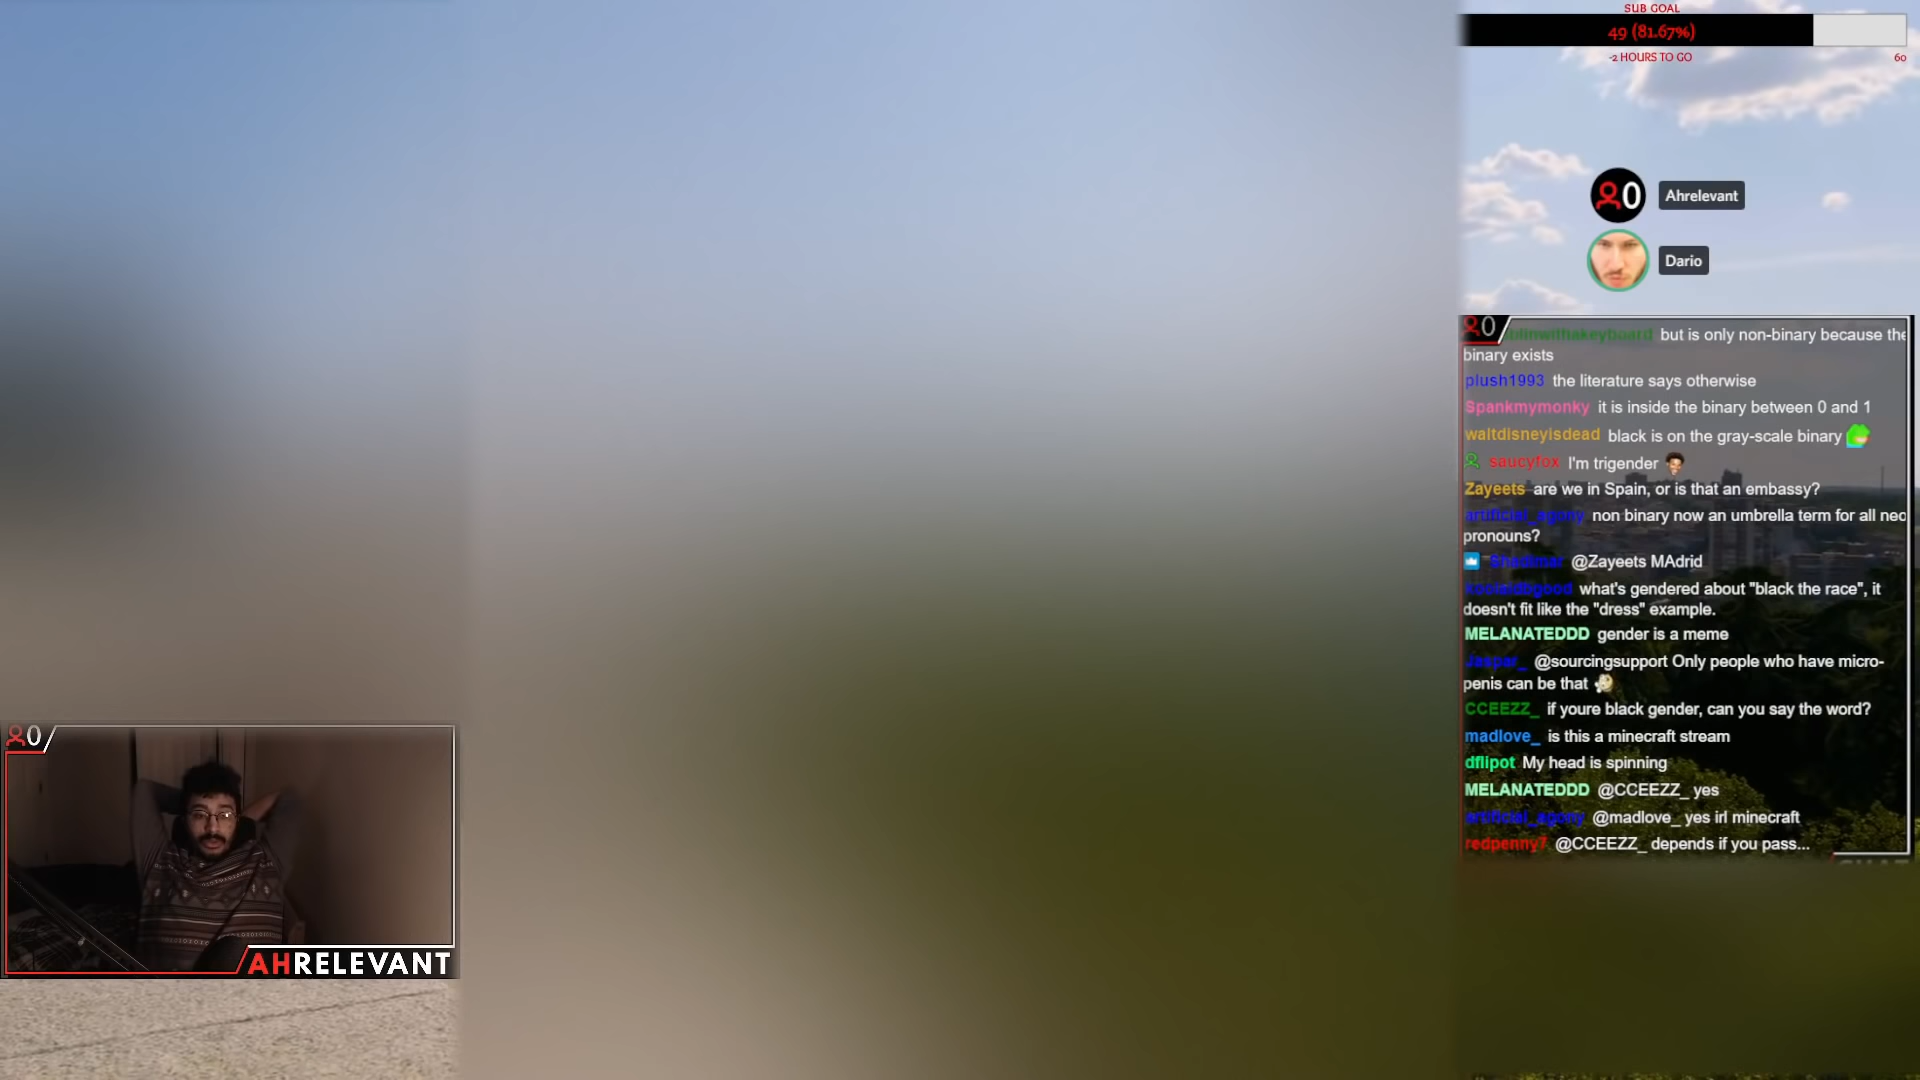 SUB GOAL
49 (81.67%)
-2 HOURS TO GO
60
0
Ahrelevant
Dario
0
but is only non-binary because the
binary exists
plush1993 the literature says otherwise
Spankmymonky it is inside the binary between 0 and 1
waltdisneyisdead black is on the gray-scale binary
saucyfox I'm trigender
Zayeets are we in Spain, or is that an embassy?
artificial_agony non binary now an umbrella term for all neo
pronouns?
@Zayeets MAdrid
what's gendered about "black the race", it
doesn't fit like the "dress" example.
MELANATEDDD gender is a meme
Jaspar_ @sourcingsupport Only people who have micro-
penis can be that
CCEEZZ_ if youre black gender, can you say the word?
madlove_ is this a minecraft stream
dflipot My head is spinning
MELANATEDDD @CCEEZZ_ yes
artificial_agony @madlove_ yes irl minecraft
redpenny7 @CCEEZZ_ depends if you pass...
0
AHRELEVANT